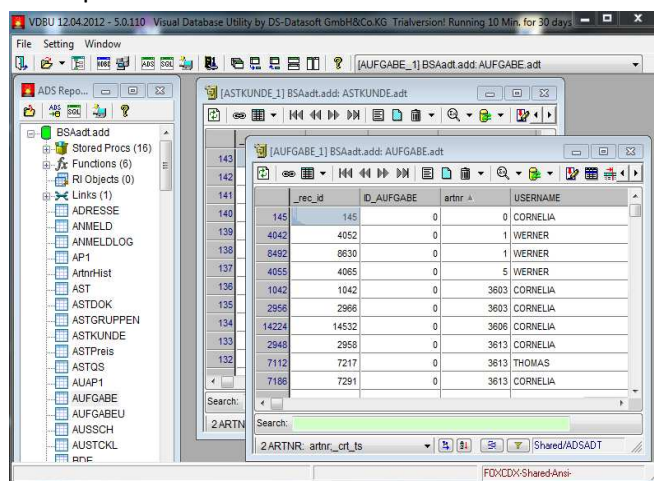 VDBU 12.04.2012 - 5.0.110 Visual Database Utility by DS-Datasoft GmbH&Co.KG Trialversion! Running 10 Min. for 30 days
File Setting Window
ABS SQL [AUFGABE_1] BSAadt.add: AUFGABE.adt
ADS Repo...
BSAadt.add
Stored Procs (16)
fx Functions (6)
RI Objects (0)
Links (1)
ADRESSE
ANMELD
ANMELDLOG
AP1
ArtnrHist
AST
ASTDOK
ASTGRUPPEN
ASTKUNDE
ASTPreis
ASTQS
AUAP1
AUFGABE
AUFGABEU
AUSSCH
AUSTCKL
BDE
[ASTKUNDE_1] BSAadt.add: ASTKUNDE.adt
143
142
141
140
139
138
137
136
135
134
133
132
Search:
2 ARTN
[AUFGABE_1] BSAadt.add: AUFGABE.adt
_rec_id ID_AUFGABE artnr USERNAME
145 145 0 0 CORNELIA
4042 4052 0 1 WERNER
8492 8630 0 1 WERNER
4055 4065 0 5 WERNER
1042 1042 0 3603 CORNELIA
2956 2966 0 3603 CORNELIA
14224 14532 0 3606 CORNELIA
2948 2958 0 3613 CORNELIA
7112 7217 0 3613 THOMAS
7186 7291 0 3613 CORNELIA
Search:
2 ARTNR: artnr;_crt_ts Shared/ADSADT
FOXCDX-Shared-Ansi-